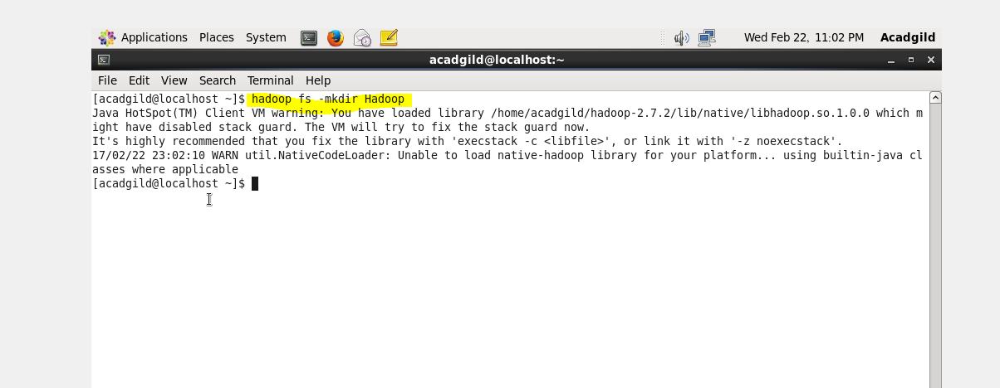 Applications Places System Wed Feb 22, 11:02 PM Acadgild
acadgild@localhost:~
File Edit View Search Terminal Help
[acadgild@localhost ~]$ hadoop fs -mkdir Hadoop
Java HotSpot(TM) Client VM warning: You have loaded library /home/acadgild/hadoop-2.7.2/lib/native/libhadoop.so.1.0.0 which m
ight have disabled stack guard. The VM will try to fix the stack guard now.
It's highly recommended that you fix the library with 'execstack -c <libfile>', or link it with '-z noexecstack'.
17/02/22 23:02:10 WARN util.NativeCodeLoader: Unable to load native-hadoop library for your platform... using builtin-java cl
asses where applicable
[acadgild@localhost ~]$